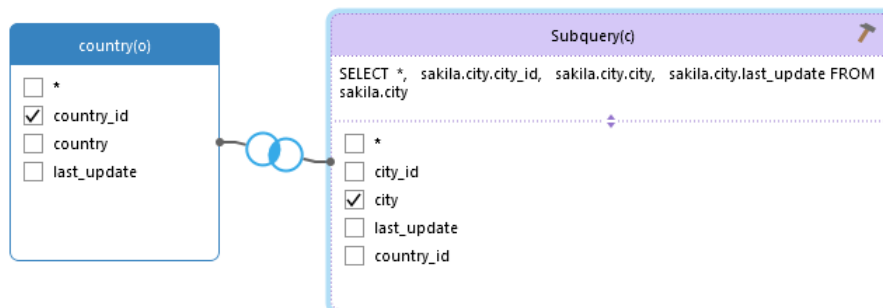 country(o)
*
country_id
country
last_update
Subquery(c)
SELECT *, sakila.city.city_id, sakila.city.city, sakila.city.last_update FROM
sakila.city
*
city_id
city
last_update
country_id